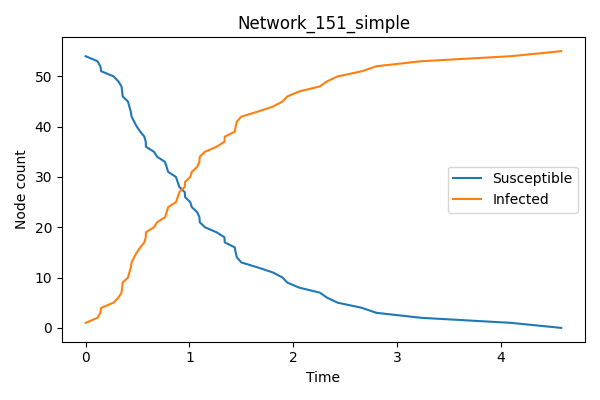 Network_151_simple
Node count
50
40
30
20
10
0
Susceptible
Infected
0 1 2 3 4
Time